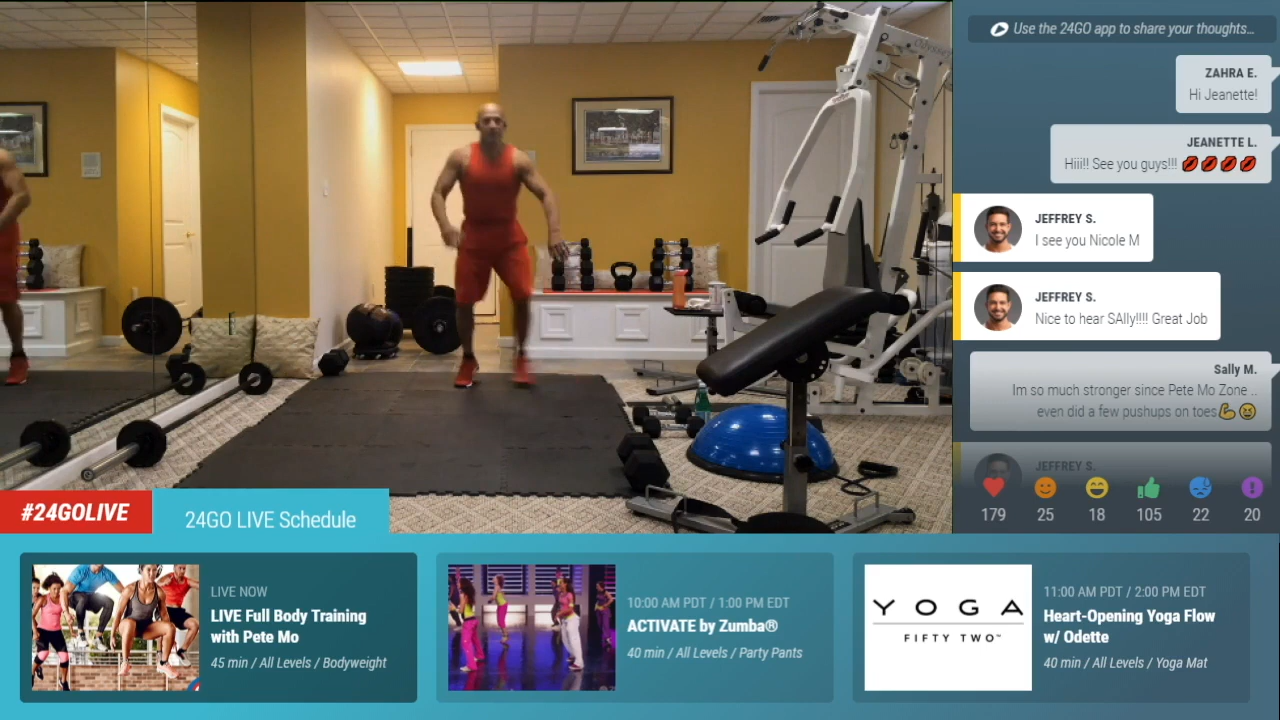 Use the 24GO app to share your thoughts...
ZAHRA E.
Hi Jeanette!
JEANETTE L.
Hiii!! See you guys!!! 💋💋💋💋
JEFFREY S.
I see you Nicole M
JEFFREY S.
Nice to hear SAlly!!!! Great Job
Sally M.
Im so much stronger since Pete Mo Zone ..
even did a few pushups on toes💪😆
JEFFREY S.
179 25 18 105 22 20
#24GOLIVE
24GO LIVE Schedule
LIVE NOW
LIVE Full Body Training
with Pete Mo
45 min / All Levels / Bodyweight
10:00 AM PDT / 1:00 PM EDT
ACTIVATE by Zumba®
40 min / All Levels / Party Pants
YOGA
FIFTY TWO™
11:00 AM PDT / 2:00 PM EDT
Heart-Opening Yoga Flow
w/ Odette
40 min / All Levels / Yoga Mat